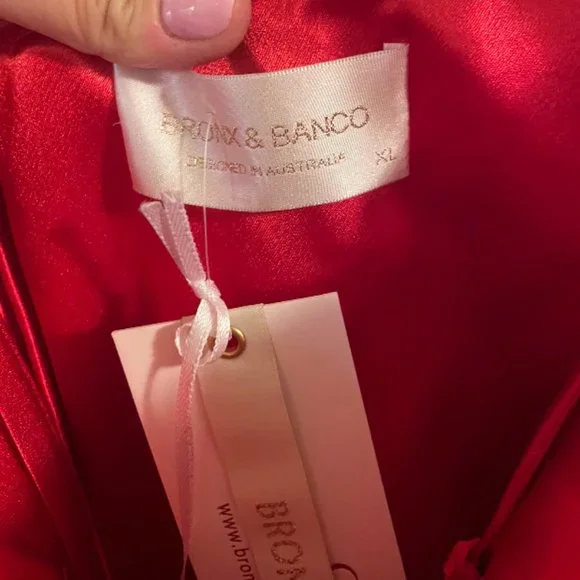 BRONX & BANCO
DESIGNED IN AUSTRALIA XL
BRON
www.bron